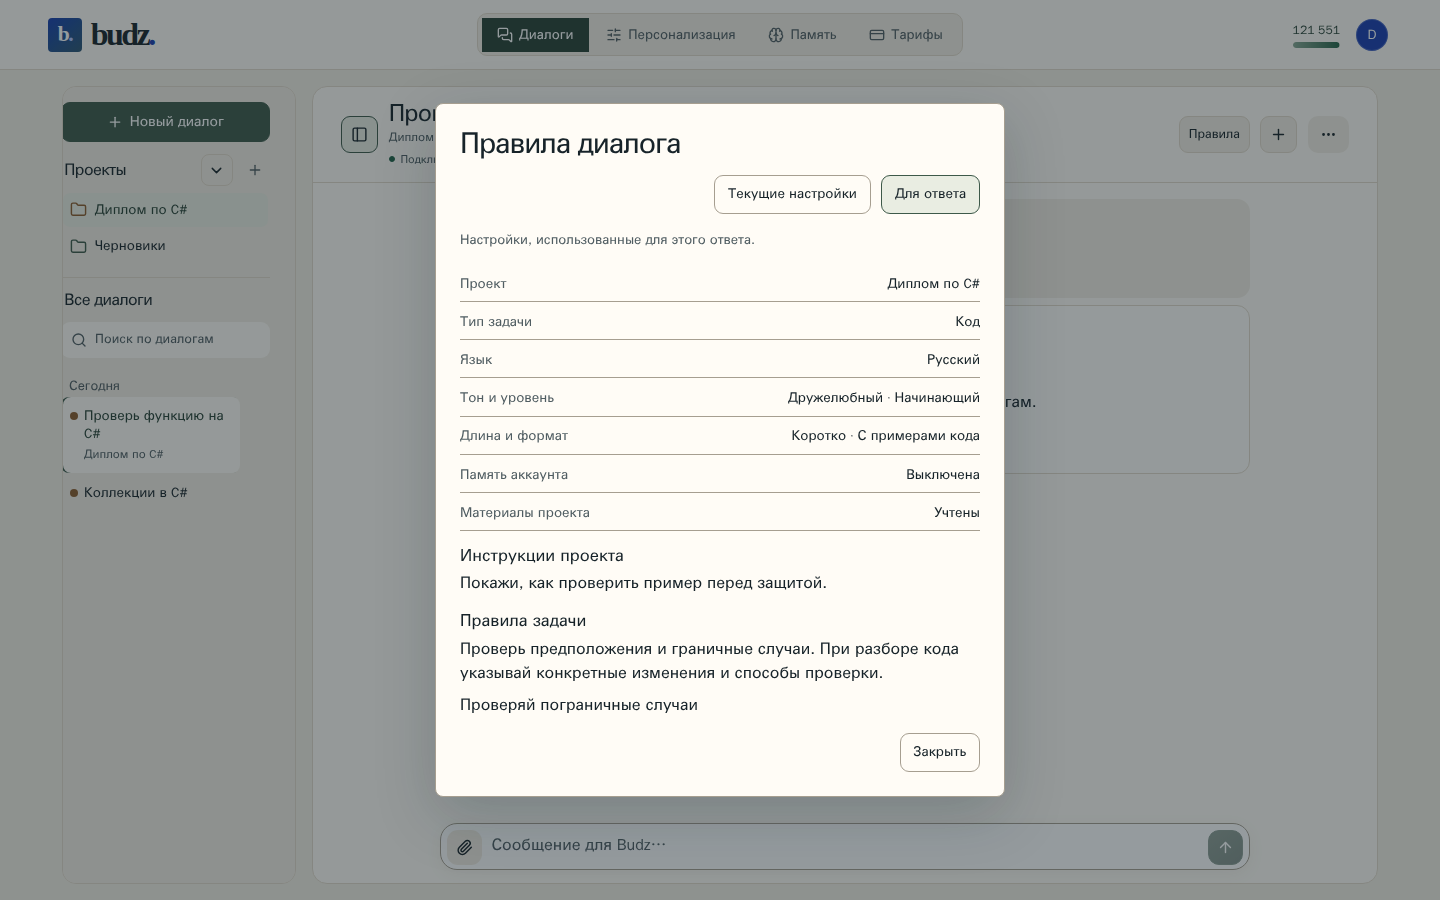 b. budz.
Диалоги
Персонализация
Память
Тарифы
121 551
D
Новый диалог
Проекты
Диплом по C#
Черновики
Все диалоги
Поиск по диалогам
Сегодня
Проверь функцию на
C#
Диплом по C#
Коллекции в C#
Диплом
Правила
Правила диалога
Текущие настройки
Для ответа
Настройки, использованные для этого ответа.
Проект
Диплом по C#
Тип задачи
Код
Язык
Русский
Тон и уровень
Дружелюбный · Начинающий
Длина и формат
Коротко · С примерами кода
Память аккаунта
Выключена
Материалы проекта
Учтены
Инструкции проекта
Покажи, как проверить пример перед защитой.
Правила задачи
Проверь предположения и граничные случаи. При разборе кода
указывай конкретные изменения и способы проверки.
Проверяй пограничные случаи
Закрыть
гам.
Сообщение для Budz···